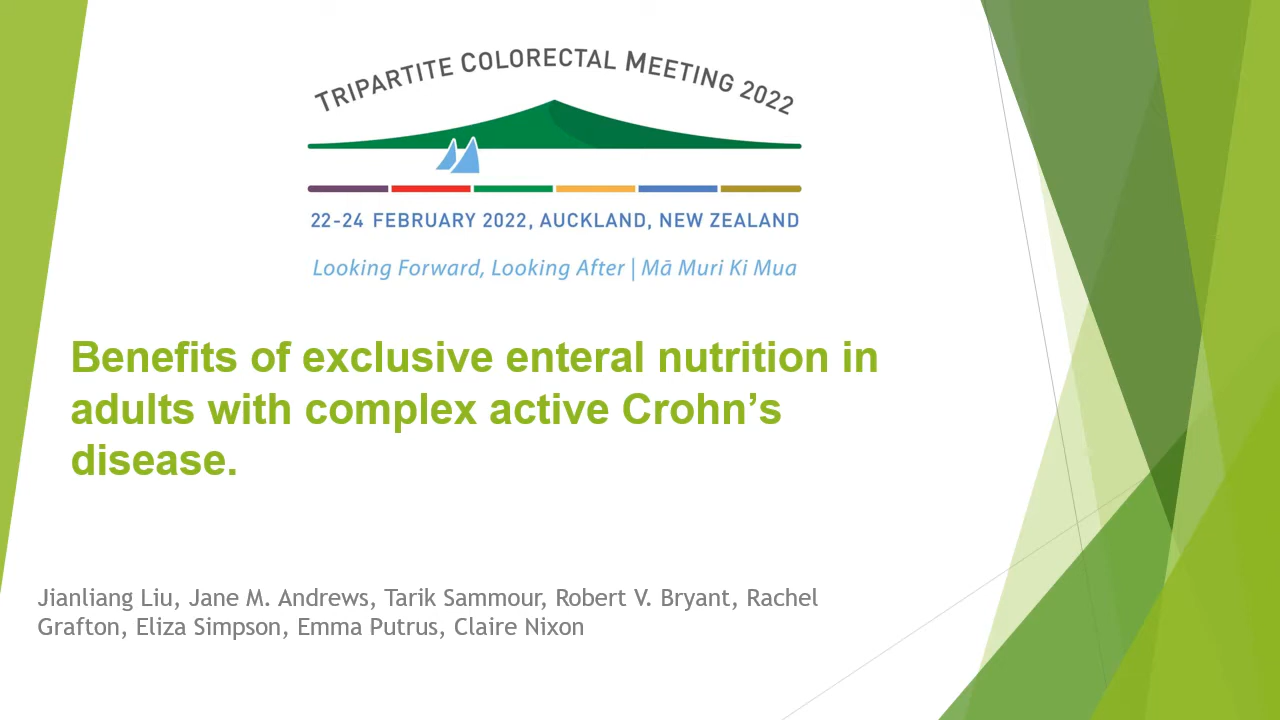 TRIPARTITE COLORECTAL MEETING 2022
22-24 FEBRUARY 2022, AUCKLAND, NEW ZEALAND
Looking Forward, Looking After | Mā Muri Ki Mua
Benefits of exclusive enteral nutrition in
adults with complex active Crohn’s
disease.
Jianliang Liu, Jane M. Andrews, Tarik Sammour, Robert V. Bryant, Rachel
Grafton, Eliza Simpson, Emma Putrus, Claire Nixon